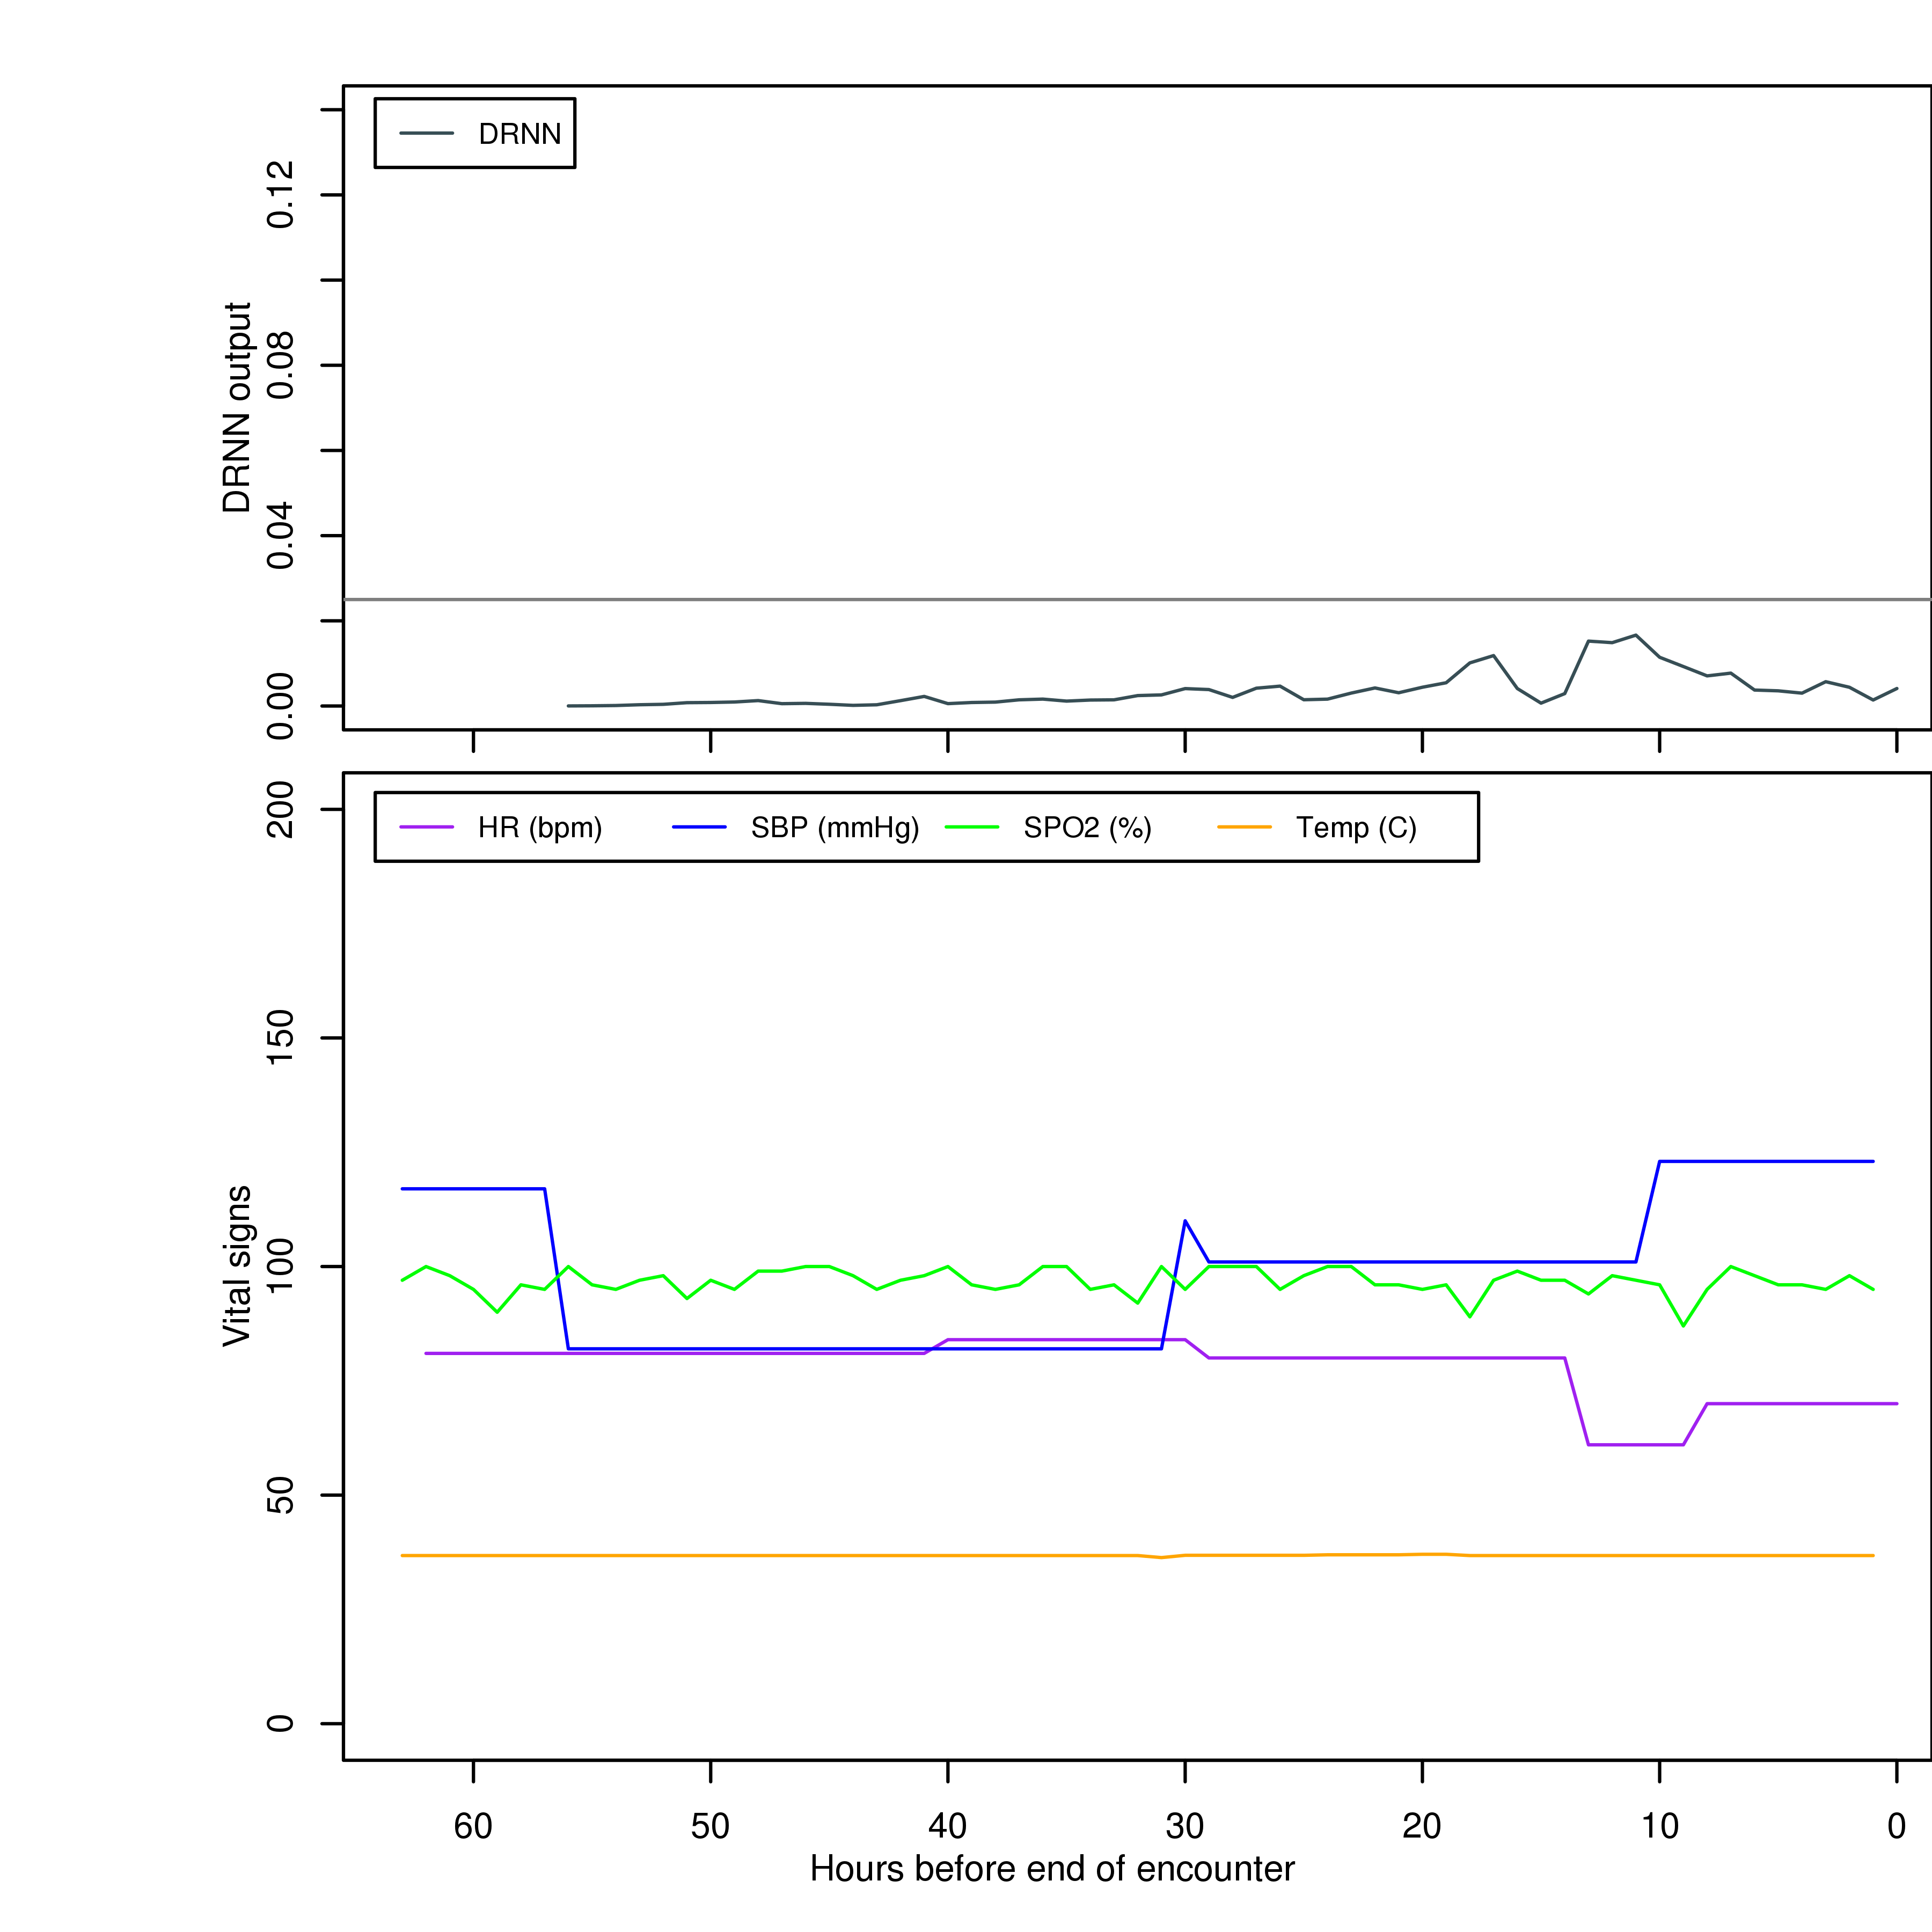 DRNN
DRNN output
0.12
0.08
0.04
0.00
HR (bpm) SBP (mmHg) SPO2 (%) Temp (C)
Vital signs
200
150
100
50
0
60 50 40 30 20 10 0
Hours before end of encounter